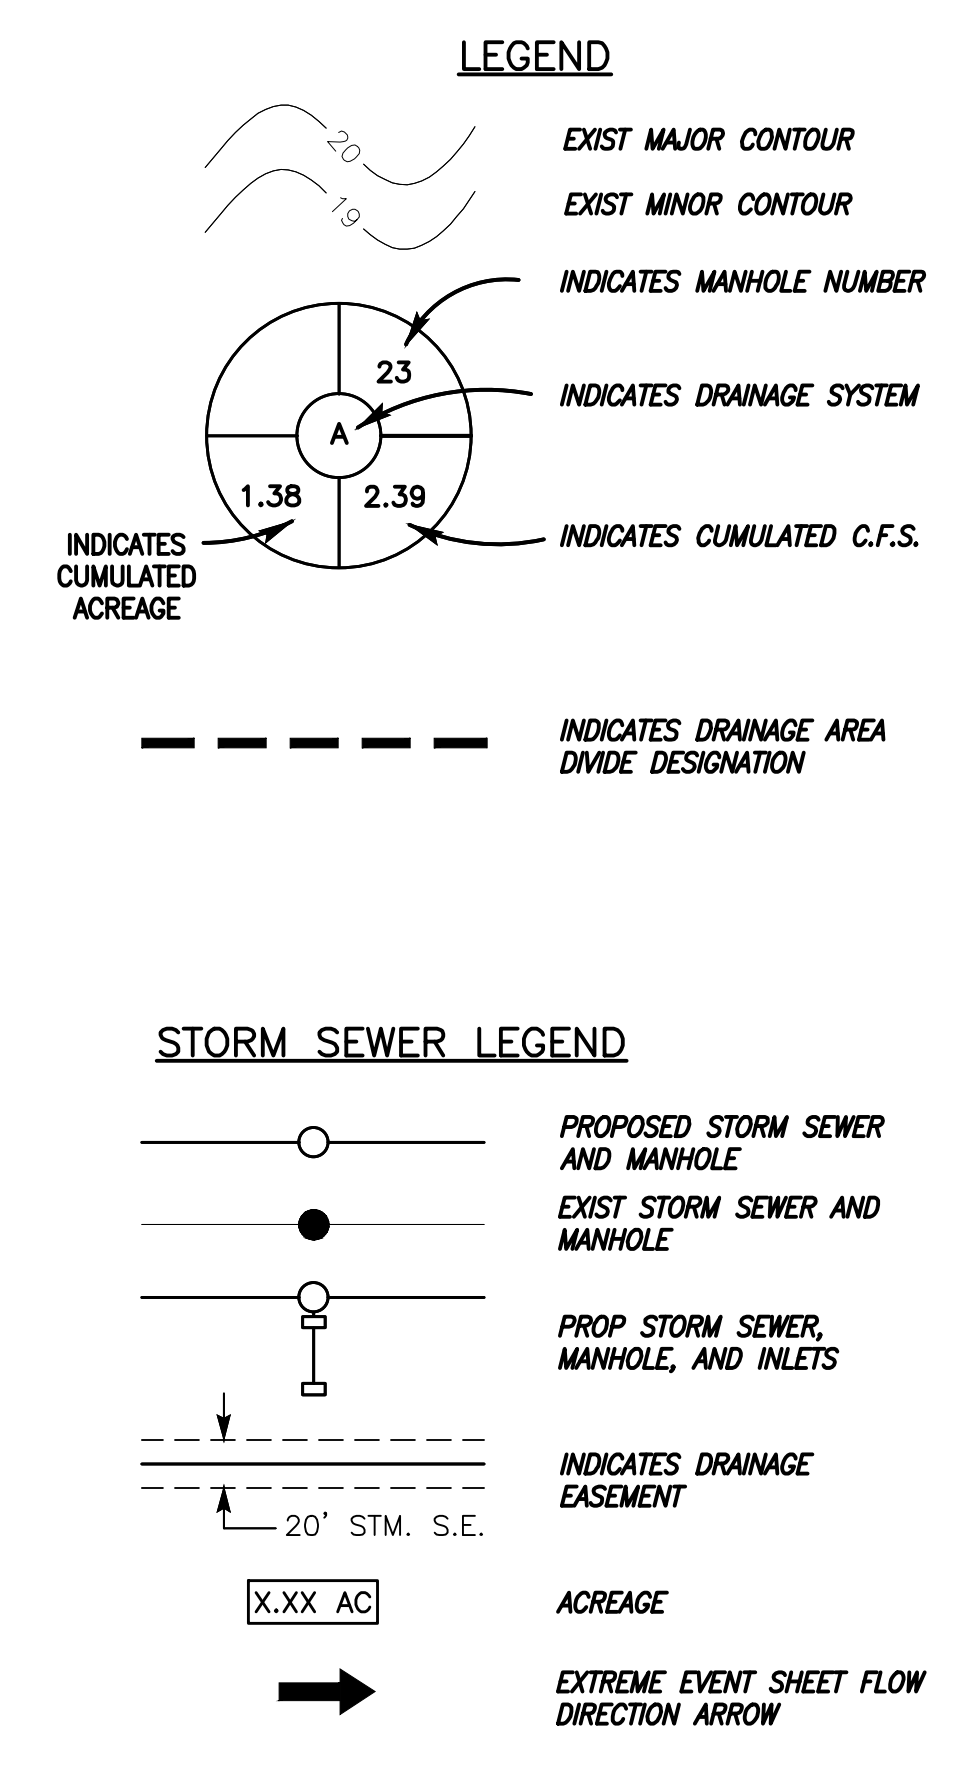 LEGEND
20
EXIST MAJOR CONTOUR
19
EXIST MINOR CONTOUR
INDICATES MANHOLE NUMBER
23
INDICATES DRAINAGE SYSTEM
A
1.38
2.39
INDICATES CUMULATED C.F.S.
INDICATES
CUMULATED
ACREAGE
INDICATES DRAINAGE AREA
DIVIDE DESIGNATION
STORM SEWER LEGEND
PROPOSED STORM SEWER
AND MANHOLE
EXIST STORM SEWER AND
MANHOLE
PROP STORM SEWER,
MANHOLE, AND INLETS
INDICATES DRAINAGE
EASEMENT
20' STM. S.E.
X.XX AC
ACREAGE
EXTREME EVENT SHEET FLOW
DIRECTION ARROW